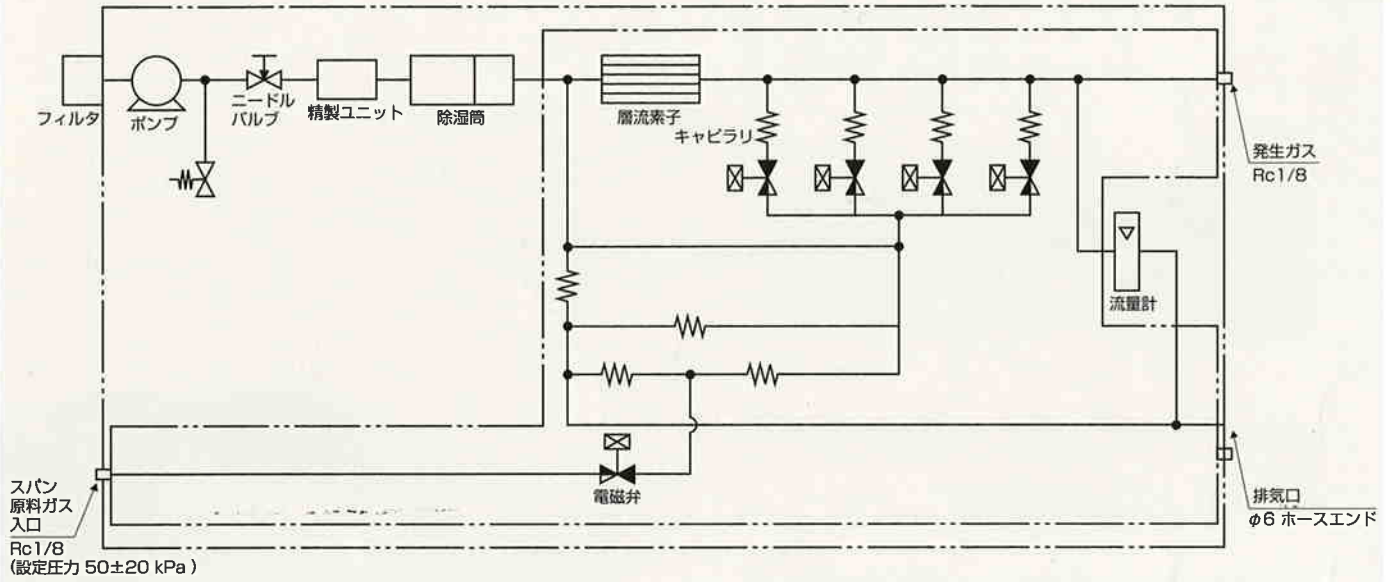 フィルタ
ポンプ
ニードル
バルブ
精製ユニット
除湿筒
層流素子
キャピラリ
発生ガス
Rc1/8
流量計
電磁弁
スパン
原料ガス
入口
Rc1/8
(設定圧力 50±20 kPa )
排気口
φ6 ホースエンド